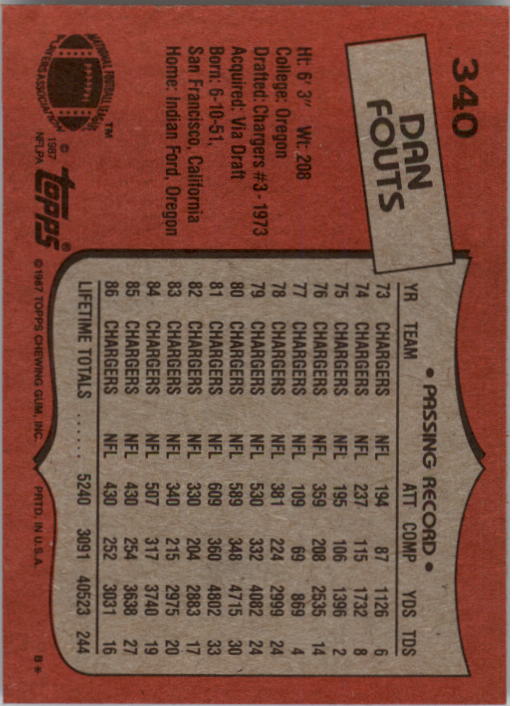 340
DAN
FOUTS
Ht: 6' 3" Wt: 208
College: Oregon
Drafted: Chargers #3 - 1973
Acquired: Via Draft
Born: 6-10-51,
San Francisco, California
Home: Indian Ford, Oregon
NATIONAL FOOTBALL LEAGUE
PLAYERS ASSOCIATION
™
© 1987
NFLPA
topps®
© 1987 TOPPS CHEWING GUM, INC. PRTD. IN U.S.A. B*
• PASSING RECORD •
YR TEAM ATT COMP YDS TDS
73 CHARGERS NFL 194 87 1126 6
74 CHARGERS NFL 237 115 1732 8
75 CHARGERS NFL 195 106 1396 2
76 CHARGERS NFL 359 208 2535 14
77 CHARGERS NFL 109 69 869 4
78 CHARGERS NFL 381 224 2999 24
79 CHARGERS NFL 530 332 4082 24
80 CHARGERS NFL 589 348 4715 30
81 CHARGERS NFL 609 360 4802 33
82 CHARGERS NFL 330 204 2883 17
83 CHARGERS NFL 340 215 2975 20
84 CHARGERS NFL 507 317 3740 19
85 CHARGERS NFL 430 254 3638 27
86 CHARGERS NFL 430 252 3031 16
LIFETIME TOTALS ...... 5240 3091 40523 244